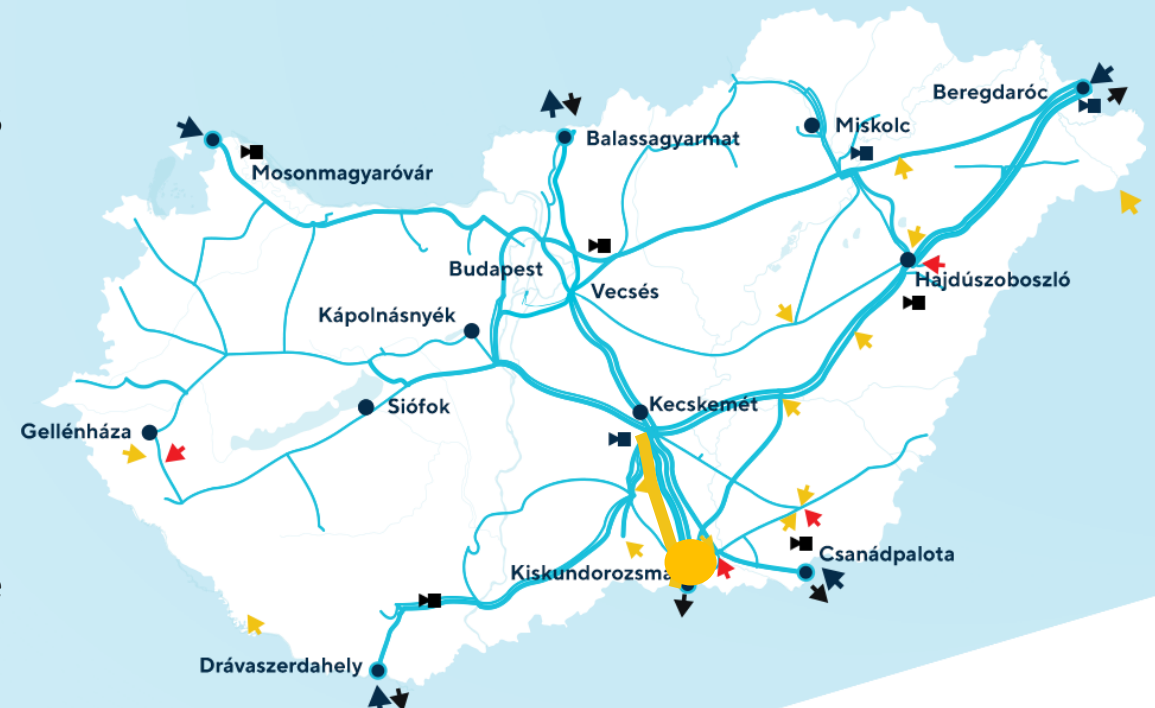 Beregdaróc
Miskolc
Balassagyarmat
Mosonmagyaróvár
Budapest
Hajdúszoboszló
Vecsés
Kápolnásnyék
Kecskemét
Siófok
Gellénháza
Csanádpalota
Kiskundorozsma
Drávaszerdahely